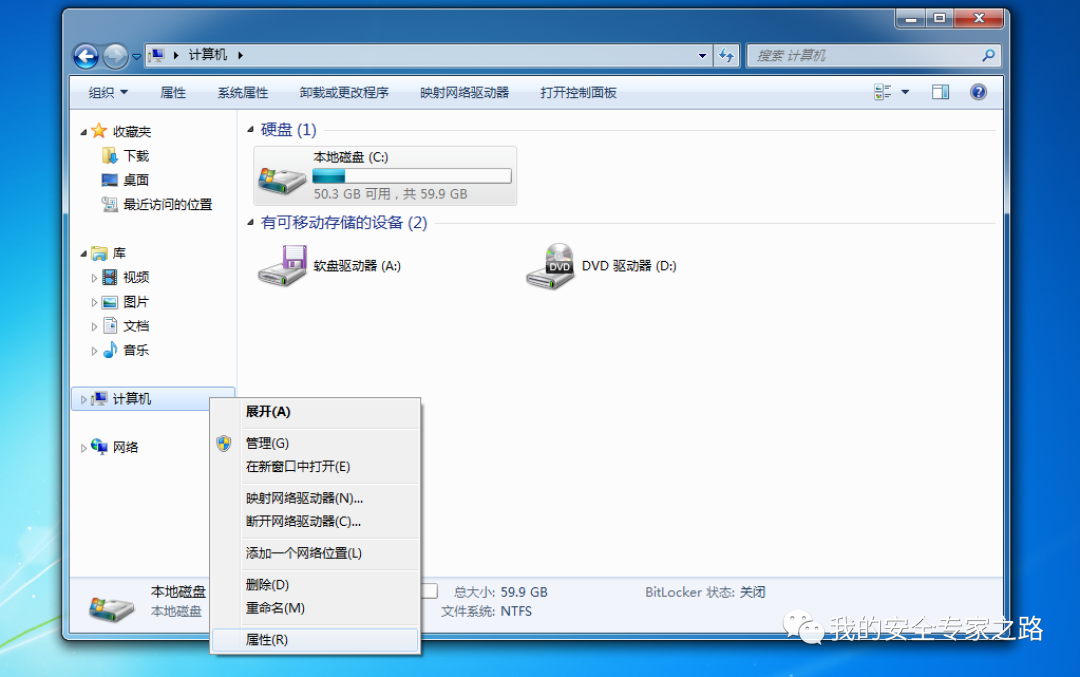 计算机
搜索 计算机
组织 属性 系统属性 卸载或更改程序 映射网络驱动器 打开控制面板
收藏夹
下载
桌面
最近访问的位置
库
视频
图片
文档
音乐
计算机
网络
硬盘 (1)
本地磁盘 (C:)
50.3 GB 可用，共 59.9 GB
有可移动存储的设备 (2)
软盘驱动器 (A:)
DVD
DVD 驱动器 (D:)
展开(A)
管理(G)
在新窗口中打开(E)
映射网络驱动器(N)...
断开网络驱动器(C)...
添加一个网络位置(L)
删除(D)
重命名(M)
属性(R)
本地磁盘 总大小: 59.9 GB BitLocker 状态: 关闭
本地磁盘 文件系统: NTFS
我的安全专家之路